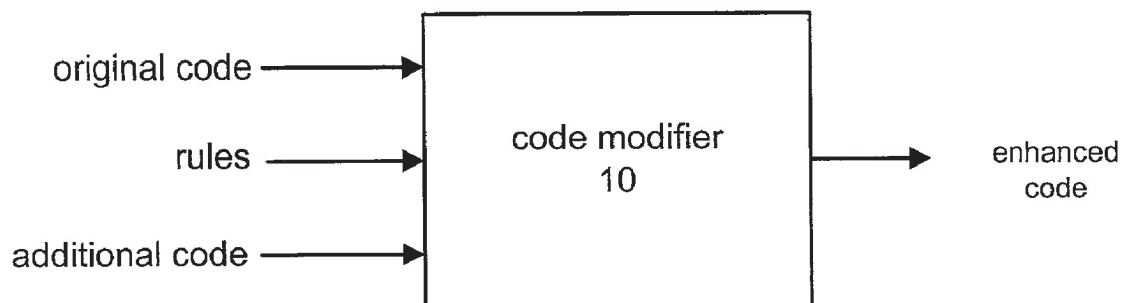 original code
rules
additional code
code modifier
10
enhanced
code